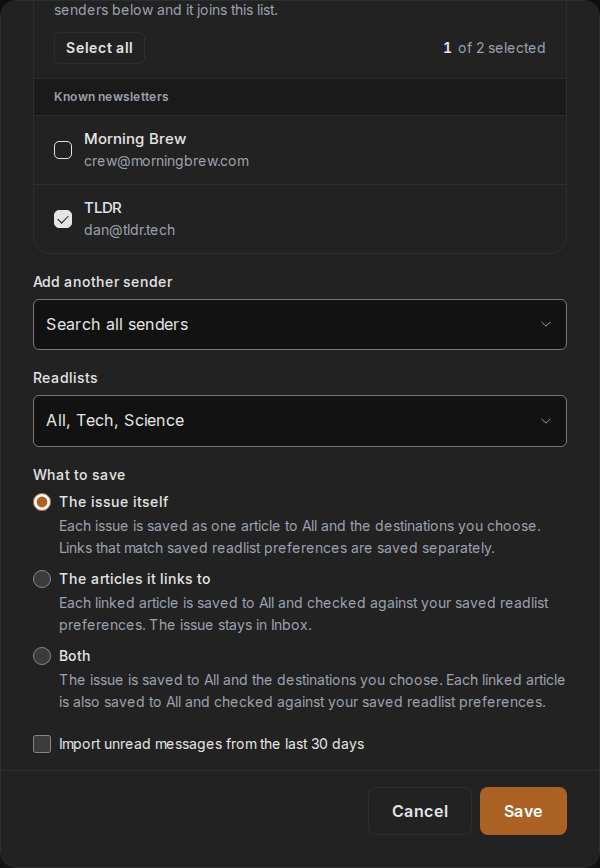 senders below and it joins this list.
Select all
1 of 2 selected
Known newsletters
Morning Brew
crew@morningbrew.com
TLDR
dan@tldr.tech
Add another sender
Search all senders
Readlists
All, Tech, Science
What to save
The issue itself
Each issue is saved as one article to All and the destinations you choose.
Links that match saved readlist preferences are saved separately.
The articles it links to
Each linked article is saved to All and checked against your saved readlist
preferences. The issue stays in Inbox.
Both
The issue is saved to All and the destinations you choose. Each linked article
is also saved to All and checked against your saved readlist preferences.
Import unread messages from the last 30 days
Cancel
Save